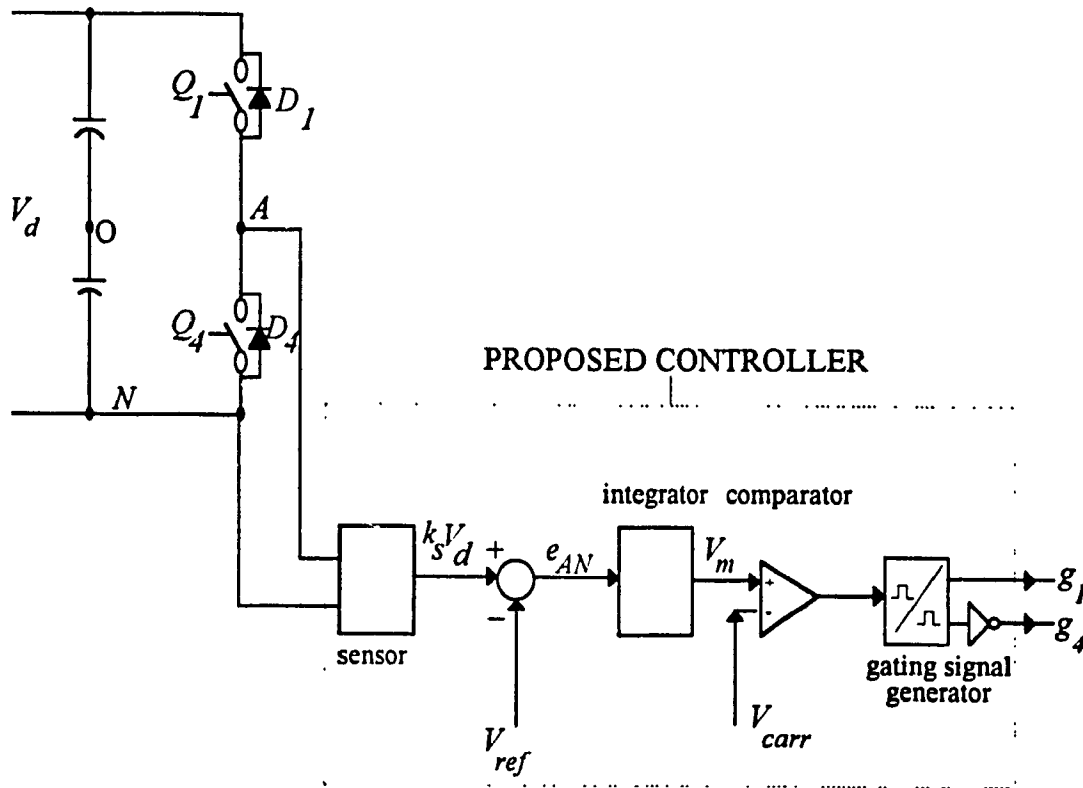 Q1
D1
Vd
O
A
Q4
D4
N
PROPOSED CONTROLLER
integrator comparator
ksVd
+
eAN
Vm
+
-
g1
−
g4
sensor
gating signal
generator
Vref
Vcarr